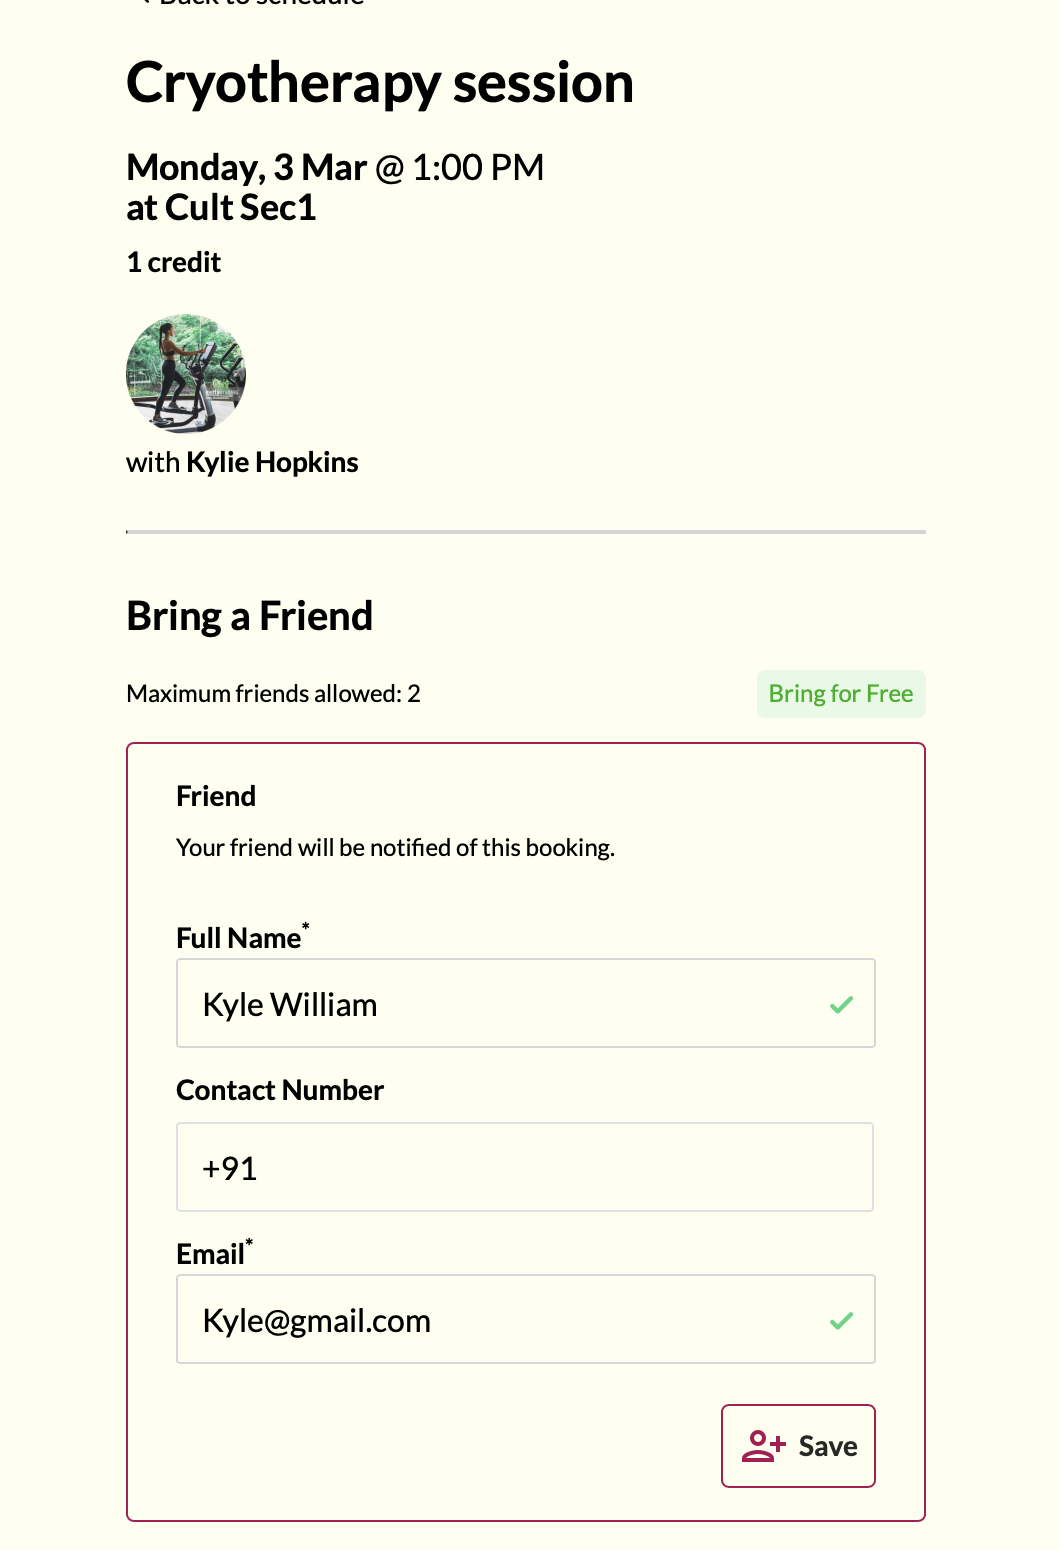 Back to schedule
Cryotherapy session
Monday, 3 Mar @ 1:00 PM
at Cult Sec1
1 credit
with Kylie Hopkins
Bring a Friend
Maximum friends allowed: 2
Bring for Free
Friend
Your friend will be notified of this booking.
Full Name*
Kyle William
Contact Number
+91
Email*
Kyle@gmail.com
Save